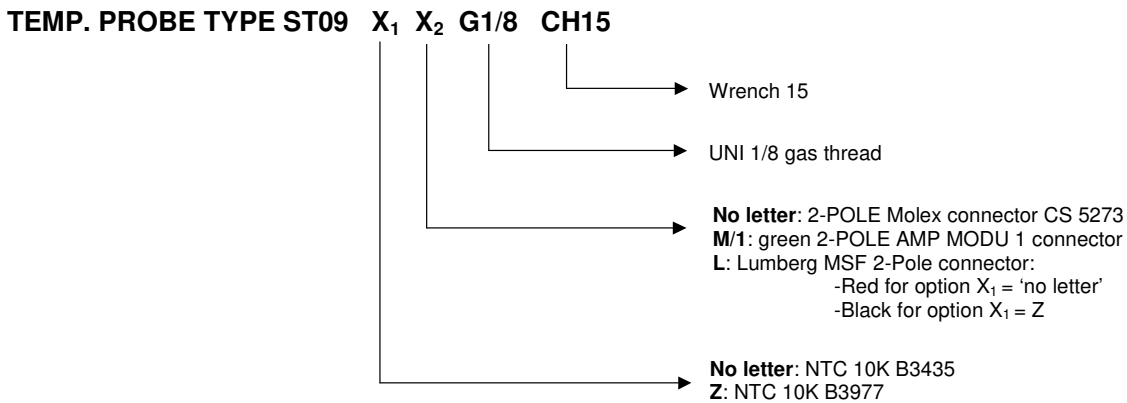 TEMP. PROBE TYPE ST09 X₁ X₂ G1/8 CH15
Wrench 15
UNI 1/8 gas thread
No letter: 2-POLE Molex connector CS 5273
M/1: green 2-POLE AMP MODU 1 connector
L: Lumberg MSF 2-Pole connector:
-Red for option X₁ = ‘no letter’
-Black for option X₁ = Z
No letter: NTC 10K B3435
Z: NTC 10K B3977